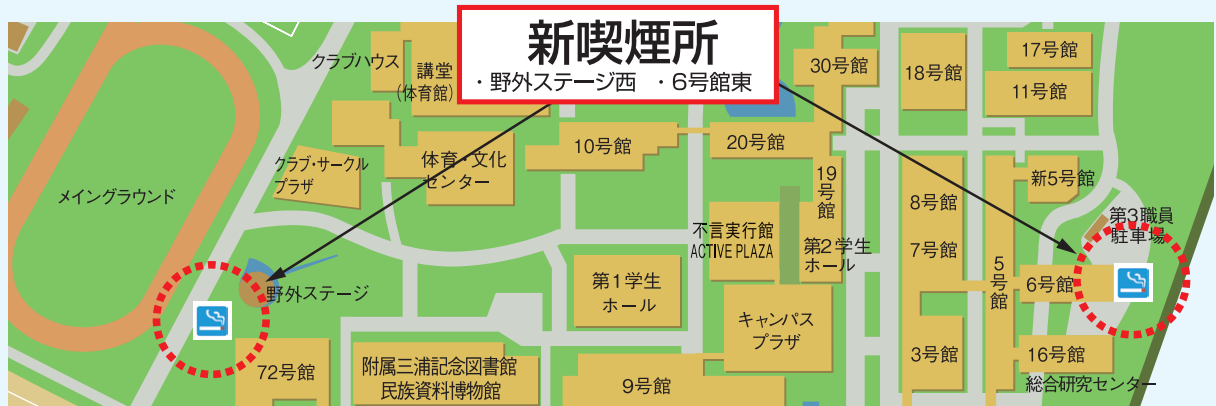 新喫煙所
・野外ステージ西 ・6号館東
クラブハウス
講堂
(体育館)
30号館
18号館
17号館
11号館
10号館
20号館
体育・文化
センター
クラブ・サークル
プラザ
メイングラウンド
19号館
8号館
新5号館
第3職員
駐車場
不言実行館
ACTIVE PLAZA
第2学生
ホール
7号館
5号館
6号館
野外ステージ
第1学生
ホール
キャンパス
プラザ
3号館
16号館
総合研究センター
72号館
附属三浦記念図書館
民族資料博物館
9号館